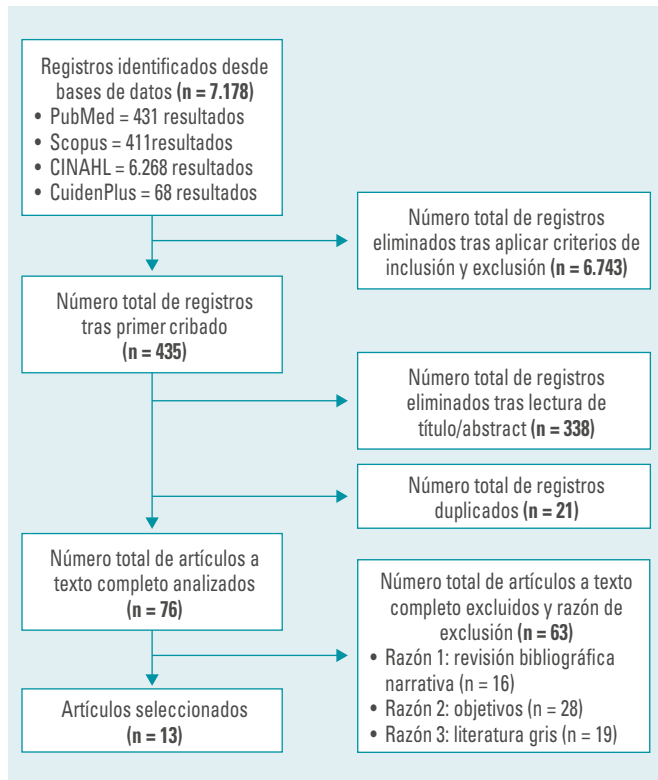 Registros identificados desde
bases de datos (n = 7.178)
• PubMed = 431 resultados
• Scopus = 411resultados
• CINAHL = 6.268 resultados
• CuidenPlus = 68 resultados
Número total de registros
eliminados tras aplicar criterios de
inclusión y exclusión (n = 6.743)
Número total de registros
tras primer cribado
(n = 435)
Número total de registros
eliminados tras lectura de
título/abstract (n = 338)
Número total de registros
duplicados (n = 21)
Número total de artículos a
texto completo analizados
(n = 76)
Número total de artículos a texto
completo excluidos y razón de
exclusión (n = 63)
• Razón 1: revisión bibliográfica
narrativa (n = 16)
• Razón 2: objetivos (n = 28)
• Razón 3: literatura gris (n = 19)
Artículos seleccionados
(n = 13)